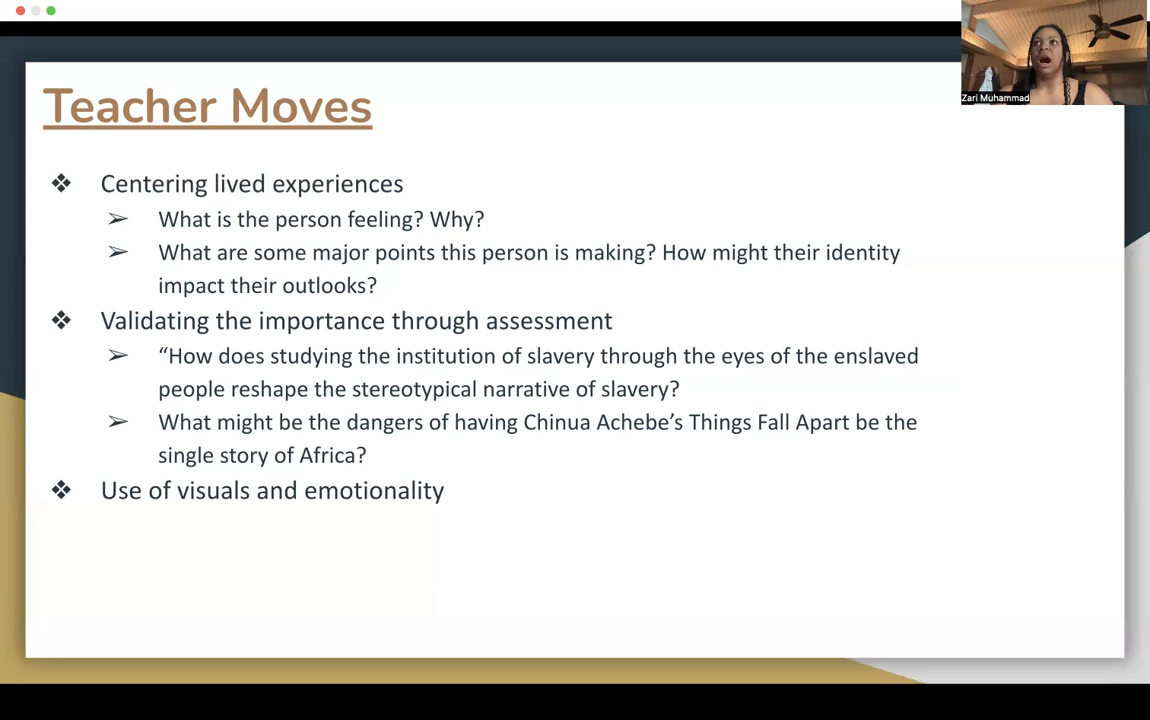 Teacher Moves
Zari Muhammad
❖ Centering lived experiences
➢ What is the person feeling? Why?
➢ What are some major points this person is making? How might their identity
impact their outlooks?
❖ Validating the importance through assessment
➢ “How does studying the institution of slavery through the eyes of the enslaved
people reshape the stereotypical narrative of slavery?
➢ What might be the dangers of having Chinua Achebe’s Things Fall Apart be the
single story of Africa?
❖ Use of visuals and emotionality